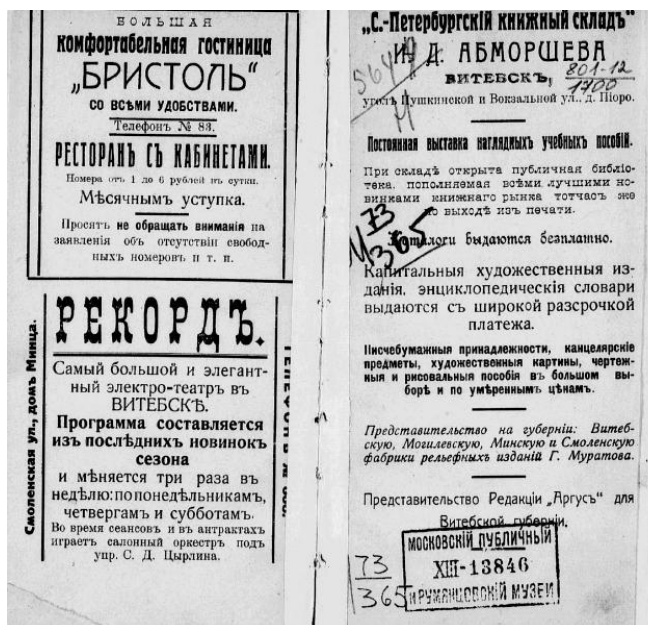 БОЛЬШАЯ
комфортабельная гостиница
„БРИСТОЛЬ“
СО ВСѢМИ УДОБСТВАМИ.
Телефонъ № 83.
РЕСТОРАНЪ СЪ КАБИНЕТАМИ.
Номера отъ 1 до 6 рублей въ сутки.
Мѣсячнымъ уступка.
Просятъ не обращать вниманія на
заявленія объ отсутствіи свобод-
ныхъ номеровъ и т. п.
Смоленская ул., домъ Минца.
РЕКОРДЪ.
Самый большой и элегант-
ный электро-театръ въ
ВИТЕБСКѢ.
Программа составляется
изъ послѣднихъ новинокъ
сезона
и мѣняется три раза въ
недѣлю: по понедѣльникамъ,
четвергамъ и субботамъ.
Во время сеансовъ и въ антрактахъ
играетъ салонный оркестръ подъ
упр. С. Д. Цырлина.
„С.-Петербургскій книжный складъ“
И. Д. АБМОРШЕВА
ВИТЕБСКЪ,
801-12
1700
уголъ Пушкинской и Вокзальной ул., д. Піоро.
Постоянная выставка наглядныхъ учебныхъ пособій.
При складѣ открыта публичная библіо-
тека, пополняемая всѣми лучшими но-
винками книжнаго рынка тотчасъ же
по выходѣ изъ печати.
М 73
365
Каталоги выдаются безплатно.
Капитальныя художественныя из-
данія, энциклопедическія словари
выдаются съ широкой разсрочкой
платежа.
Писчебумажныя принадлежности, канцелярскіе
предметы, художественныя картины, чертеж-
ныя и рисовальныя пособія въ большомъ вы-
борѣ и по умѣреннымъ цѣнамъ.
Представительство на губерніи: Витеб-
скую, Могилевскую, Минскую и Смоленскую
фабрики рельефныхъ изданій Г. Муратова.
Представительство Редакціи „Аргусъ“ для
Витебской губерніи.
МОСКОВСКІЙ ПУБЛИЧНЫЙ
XIII-13846
И РУМЯНЦОВСКІЙ МУЗЕИ
73
365